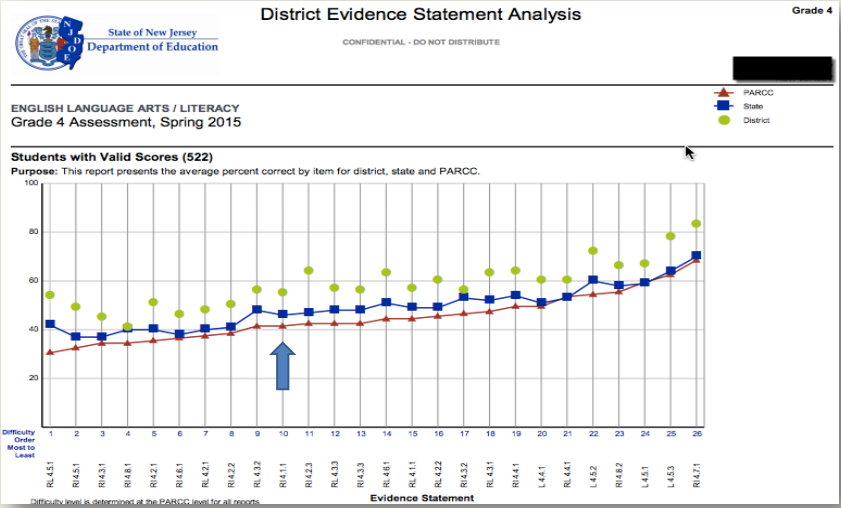 District Evidence Statement Analysis
Grade 4
State of New Jersey
Department of Education
NJDOE
CONFIDENTIAL - DO NOT DISTRIBUTE
ENGLISH LANGUAGE ARTS / LITERACY
Grade 4 Assessment, Spring 2015
PARCC
State
District
Students with Valid Scores (522)
Purpose: This report presents the average percent correct by item for district, state and PARCC.
100
80
60
40
20
Difficulty
Order
Most to
Least
1 2 3 4 5 6 7 8 9 10 11 12 13 14 15 16 17 18 19 20 21 22 23 24 25 26
RL 4.5.1
RI 4.5.1
RI 4.3.1
RI 4.8.1
RI 4.2.1
RI 4.6.1
RL 4.2.1
RI 4.2.2
RL 4.3.2
RI 4.1.1
RI 4.2.3
RL 4.3.3
RI 4.3.3
RL 4.6.1
RL 4.1.1
RL 4.2.2
RI 4.3.2
RL 4.3.1
RI 4.4.1
L 4.4.1
RL 4.4.1
L 4.5.2
RI 4.8.2
L 4.5.1
L 4.5.3
RI 4.7.1
Evidence Statement
Difficulty level is determined at the PARCC level for all reports